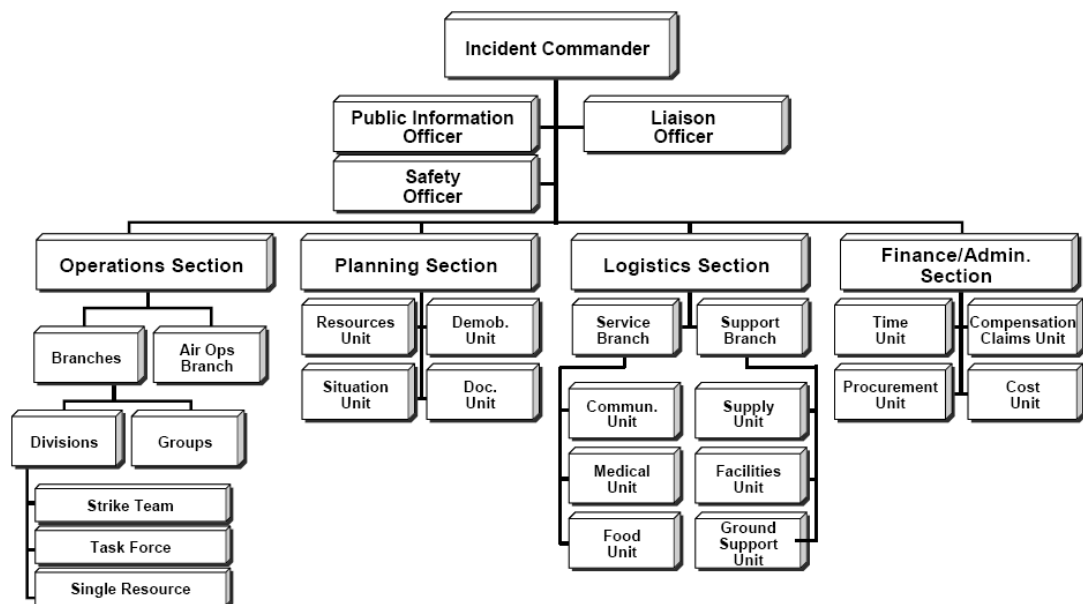 Incident Commander
Public Information
Officer
Liaison
Officer
Safety
Officer
Operations Section
Planning Section
Logistics Section
Finance/Admin.
Section
Branches
Air Ops
Branch
Divisions
Groups
Strike Team
Task Force
Single Resource
Resources
Unit
Demob.
Unit
Situation
Unit
Doc.
Unit
Service
Branch
Support
Branch
Commun.
Unit
Supply
Unit
Medical
Unit
Facilities
Unit
Food
Unit
Ground
Support
Unit
Time
Unit
Compensation
Claims Unit
Procurement
Unit
Cost
Unit